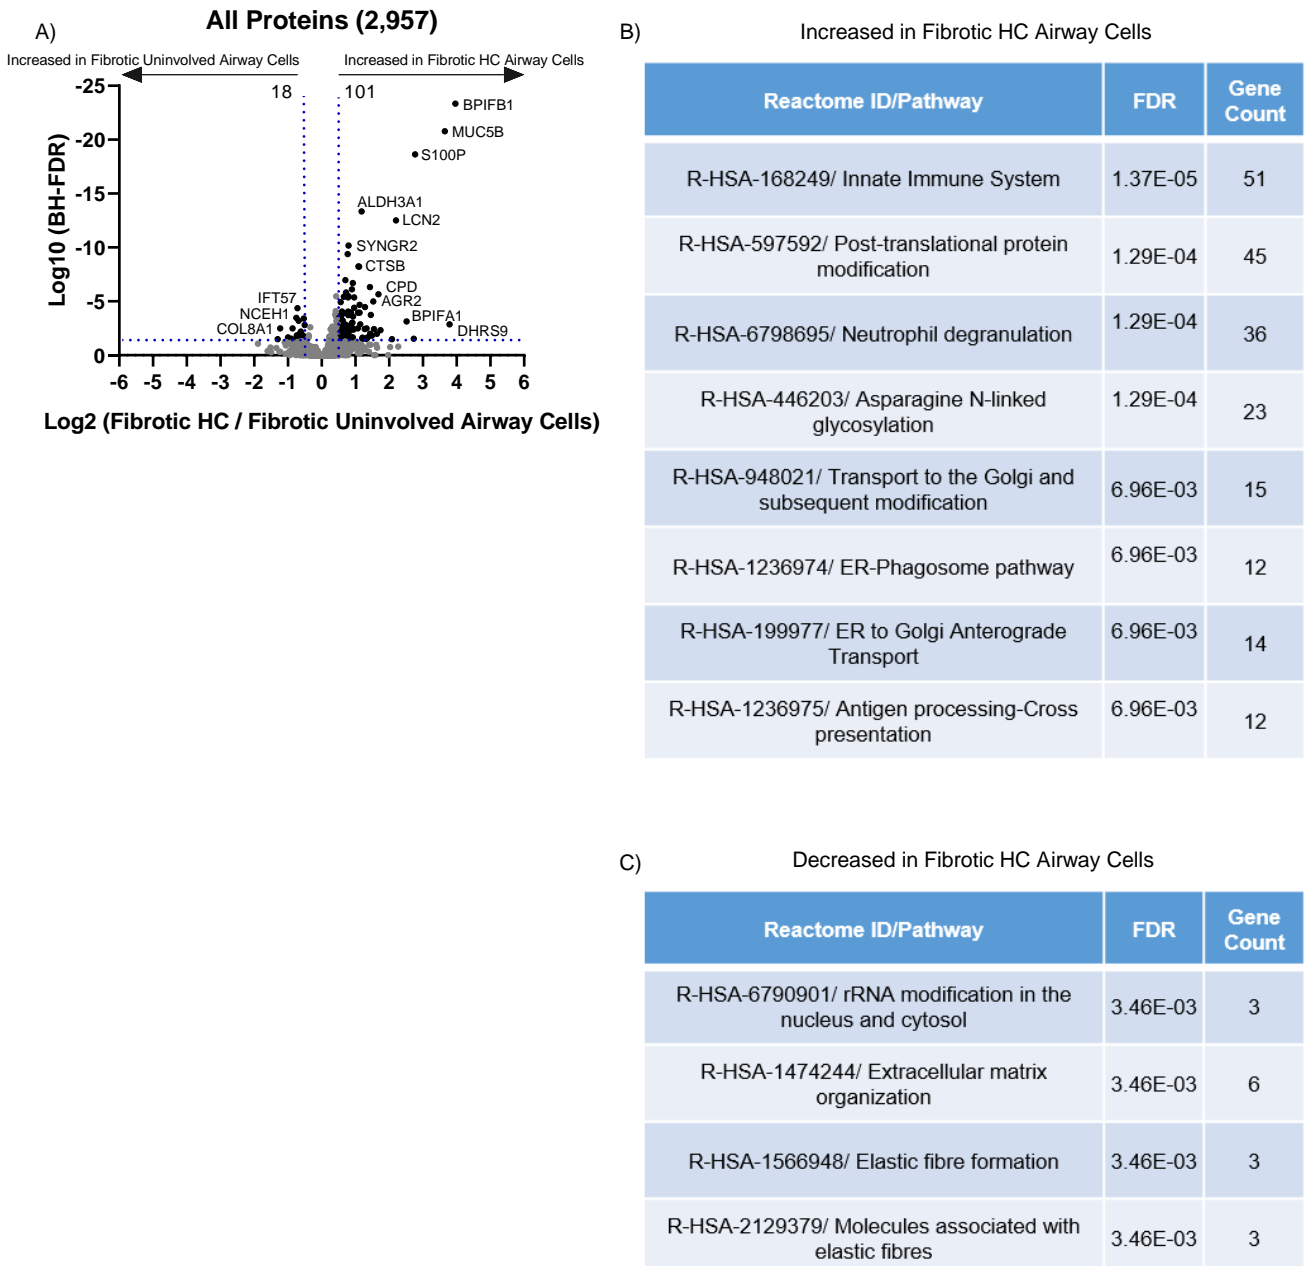 A)
All Proteins (2,957)
Increased in Fibrotic Uninvolved Airway Cells
Increased in Fibrotic HC Airway Cells
18
101
-25
-20
-15
-10
-5
0
Log10 (BH-FDR)
BPIFB1
MUC5B
S100P
ALDH3A1
LCN2
SYNGR2
CTSB
CPD
AGR2
BPIFA1
DHRS9
IFT57
NCEH1
COL8A1
-6 -5 -4 -3 -2 -1 0 1 2 3 4 5 6
Log2 (Fibrotic HC / Fibrotic Uninvolved Airway Cells)
B)
Increased in Fibrotic HC Airway Cells
Reactome ID/Pathway FDR Gene
Count
R-HSA-168249/ Innate Immune System 1.37E-05 51
R-HSA-597592/ Post-translational protein
modification 1.29E-04 45
R-HSA-6798695/ Neutrophil degranulation 1.29E-04 36
R-HSA-446203/ Asparagine N-linked
glycosylation 1.29E-04 23
R-HSA-948021/ Transport to the Golgi and
subsequent modification 6.96E-03 15
R-HSA-1236974/ ER-Phagosome pathway 6.96E-03 12
R-HSA-199977/ ER to Golgi Anterograde
Transport 6.96E-03 14
R-HSA-1236975/ Antigen processing-Cross
presentation 6.96E-03 12
C)
Decreased in Fibrotic HC Airway Cells
Reactome ID/Pathway FDR Gene
Count
R-HSA-6790901/ rRNA modification in the
nucleus and cytosol 3.46E-03 3
R-HSA-1474244/ Extracellular matrix
organization 3.46E-03 6
R-HSA-1566948/ Elastic fibre formation 3.46E-03 3
R-HSA-2129379/ Molecules associated with
elastic fibres 3.46E-03 3